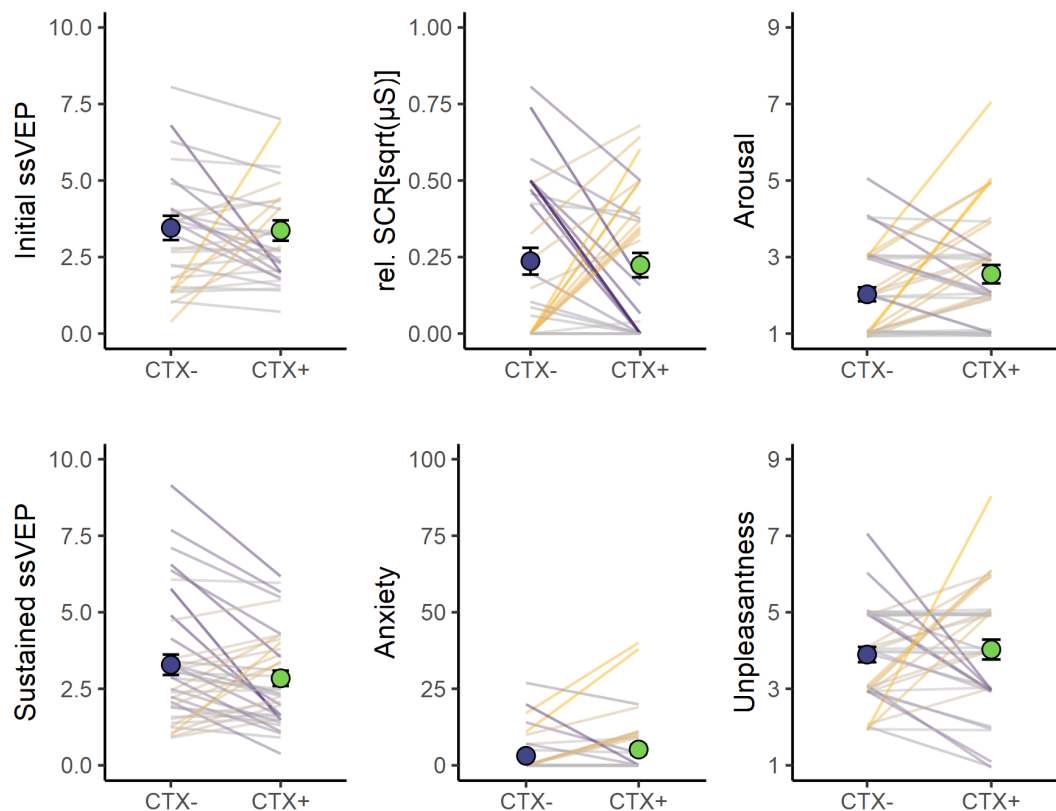 Initial ssVEP
10.0
7.5
5.0
2.5
0.0
CTX- CTX+
rel. SCR[sqrt(µS)]
1.00
0.75
0.50
0.25
0.00
CTX- CTX+
Arousal
9
7
5
3
1
CTX- CTX+
Sustained ssVEP
10.0
7.5
5.0
2.5
0.0
CTX- CTX+
Anxiety
100
75
50
25
0
CTX- CTX+
Unpleasantness
9
7
5
3
1
CTX- CTX+